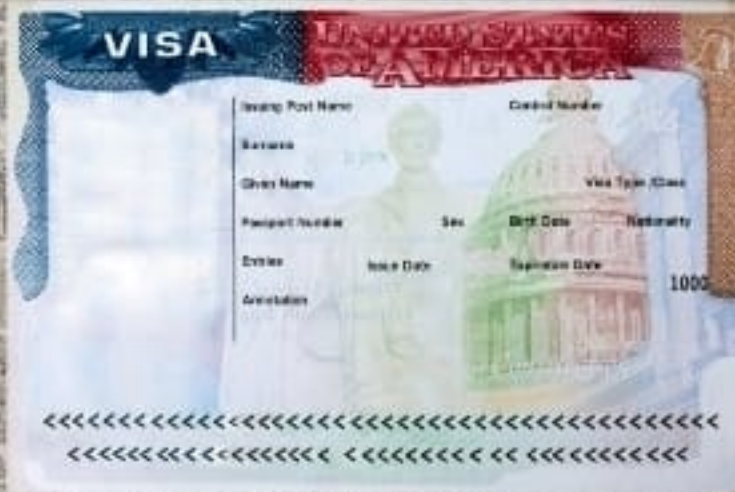 VISA UNITED STATES
OF AMERICA
Issuing Post Name Control Number
Surname
Given Name Visa Type /Class
Passport Number Sex Birth Date Nationality
Entries Issue Date Expiration Date
1000
Annotation
<<<<<<<<<<<<<<<<<<<<<<<<<<<<<<<<<<<<<<<<<<<<
<<<<<<<<<<<<<<<<<<<<<<<<<<<<<<<<<<<<<<<<